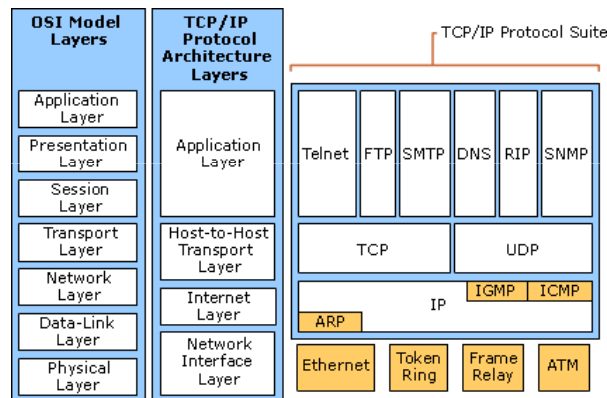 OSI Model
Layers
Application
Layer
Presentation
Layer
Session
Layer
Transport
Layer
Network
Layer
Data-Link
Layer
Physical
Layer
TCP/IP
Protocol
Architecture
Layers
Application
Layer
Host-to-Host
Transport
Layer
Internet
Layer
Network
Interface
Layer
TCP/IP Protocol Suite
Telnet
FTP
SMTP
DNS
RIP
SNMP
TCP
UDP
IP
IGMP
ICMP
ARP
Ethernet
Token
Ring
Frame
Relay
ATM